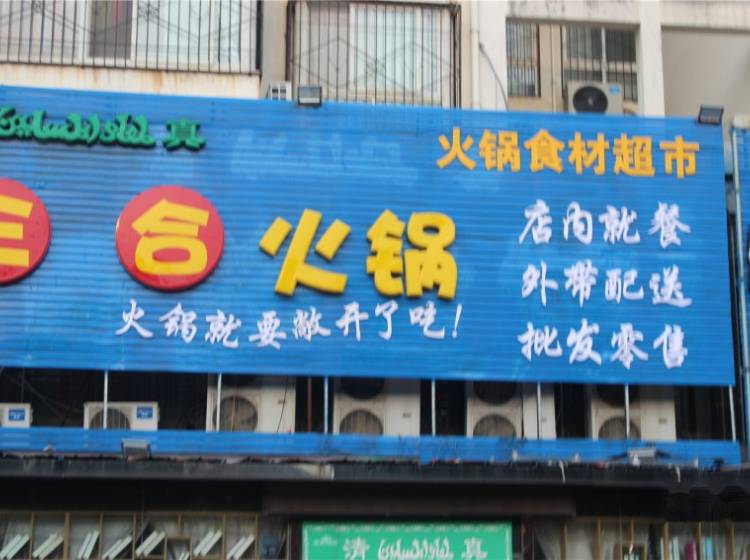 真
火锅食材超市
三合火锅
店内就餐
外带配送
批发零售
火锅就要敞开了吃!
清 真